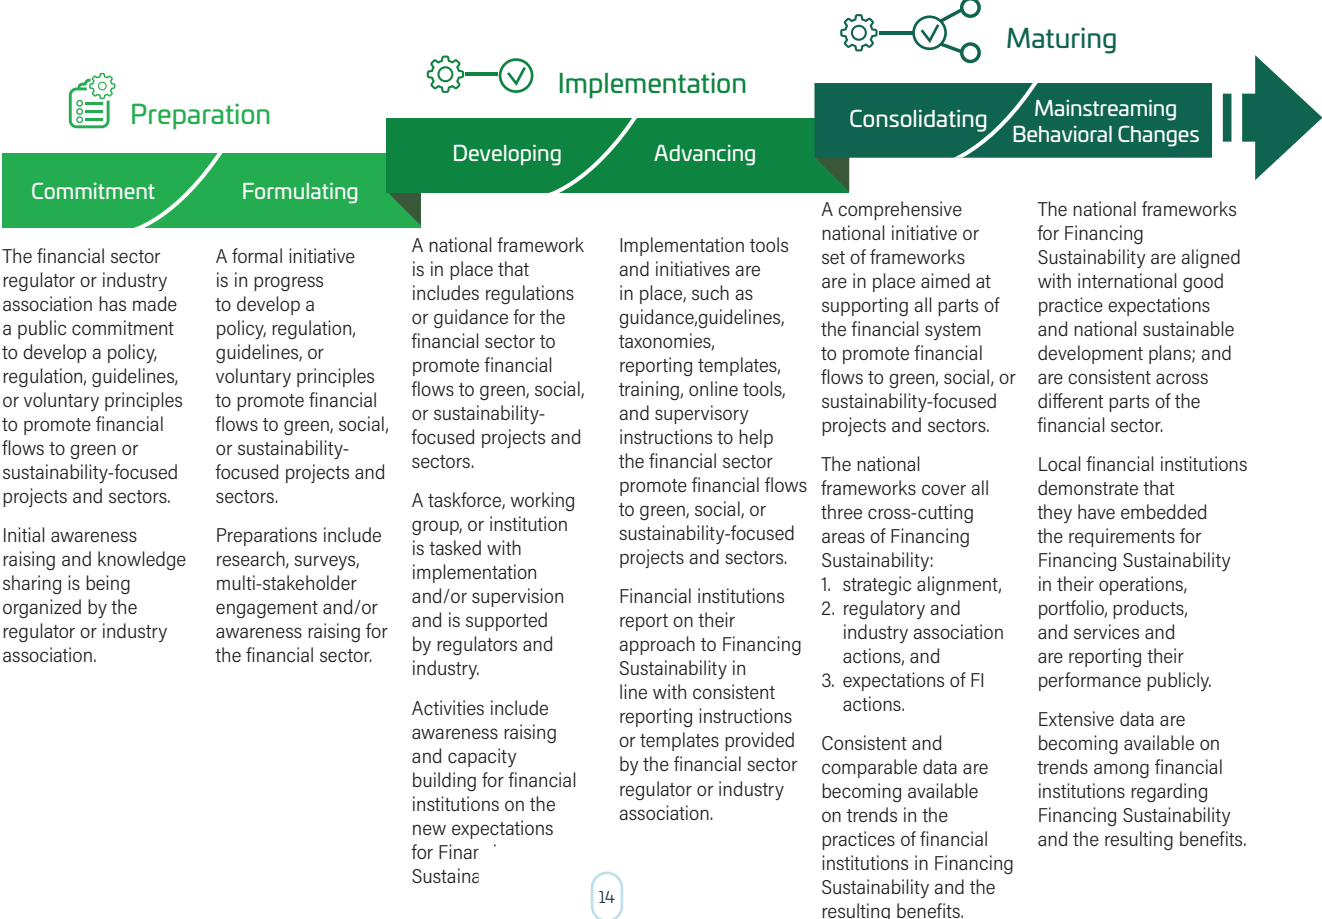 Preparation
Commitment
Formulating
The financial sector
regulator or industry
association has made
a public commitment
to develop a policy,
regulation, guidelines,
or voluntary principles
to promote financial
flows to green or
sustainability-focused
projects and sectors.
Initial awareness
raising and knowledge
sharing is being
organized by the
regulator or industry
association.
A formal initiative
is in progress
to develop a
policy, regulation,
guidelines, or
voluntary principles
to promote financial
flows to green, social,
or sustainability-
focused projects and
sectors.
Preparations include
research, surveys,
multi-stakeholder
engagement and/or
awareness raising for
the financial sector.
Implementation
Developing
Advancing
A national framework
is in place that
includes regulations
or guidance for the
financial sector to
promote financial
flows to green, social,
or sustainability-
focused projects and
sectors.
A taskforce, working
group, or institution
is tasked with
implementation
and/or supervision
and is supported
by regulators and
industry.
Activities include
awareness raising
and capacity
building for financial
institutions on the
new expectations
for
Implementation tools
and initiatives are
in place, such as
guidance,guidelines,
taxonomies,
reporting templates,
training, online tools,
and supervisory
instructions to help
the financial sector
promote financial flows
to green, social, or
sustainability-focused
projects and sectors.
Financial institutions
report on their
approach to Financing
Sustainability in
line with consistent
reporting instructions
or templates provided
by the financial sector
regulator or industry
association.
Maturing
Consolidating
Mainstreaming
Behavioral Changes
A comprehensive
national initiative or
set of frameworks
are in place aimed at
supporting all parts of
the financial system
to promote financial
flows to green, social, or
sustainability-focused
projects and sectors.
The national
frameworks cover all
three cross-cutting
areas of Financing
Sustainability:
1. strategic alignment,
2. regulatory and
industry association
actions, and
3. expectations of FI
actions.
Consistent and
comparable data are
becoming available
on trends in the
practices of financial
institutions in Financing
Sustainability and the
resulting benefits.
The national frameworks
for Financing
Sustainability are aligned
with international good
practice expectations
and national sustainable
development plans; and
are consistent across
different parts of the
financial sector.
Local financial institutions
demonstrate that
they have embedded
the requirements for
Financing Sustainability
in their operations,
portfolio, products,
and services and
are reporting their
performance publicly.
Extensive data are
becoming available on
trends among financial
institutions regarding
Financing Sustainability
and the resulting benefits.
14